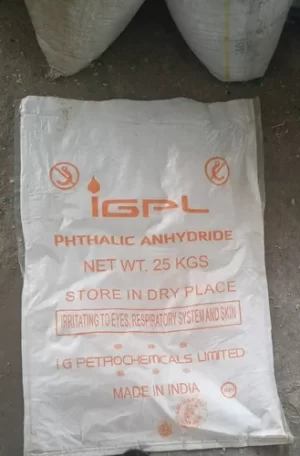 iGPL
PHTHALIC ANHYDRIDE
NET WT. 25 KGS
STORE IN DRY PLACE
IRRITATING TO EYES, RESPIRATORY SYSTEM AND SKIN
I G PETROCHEMICALS LIMITED
MADE IN INDIA